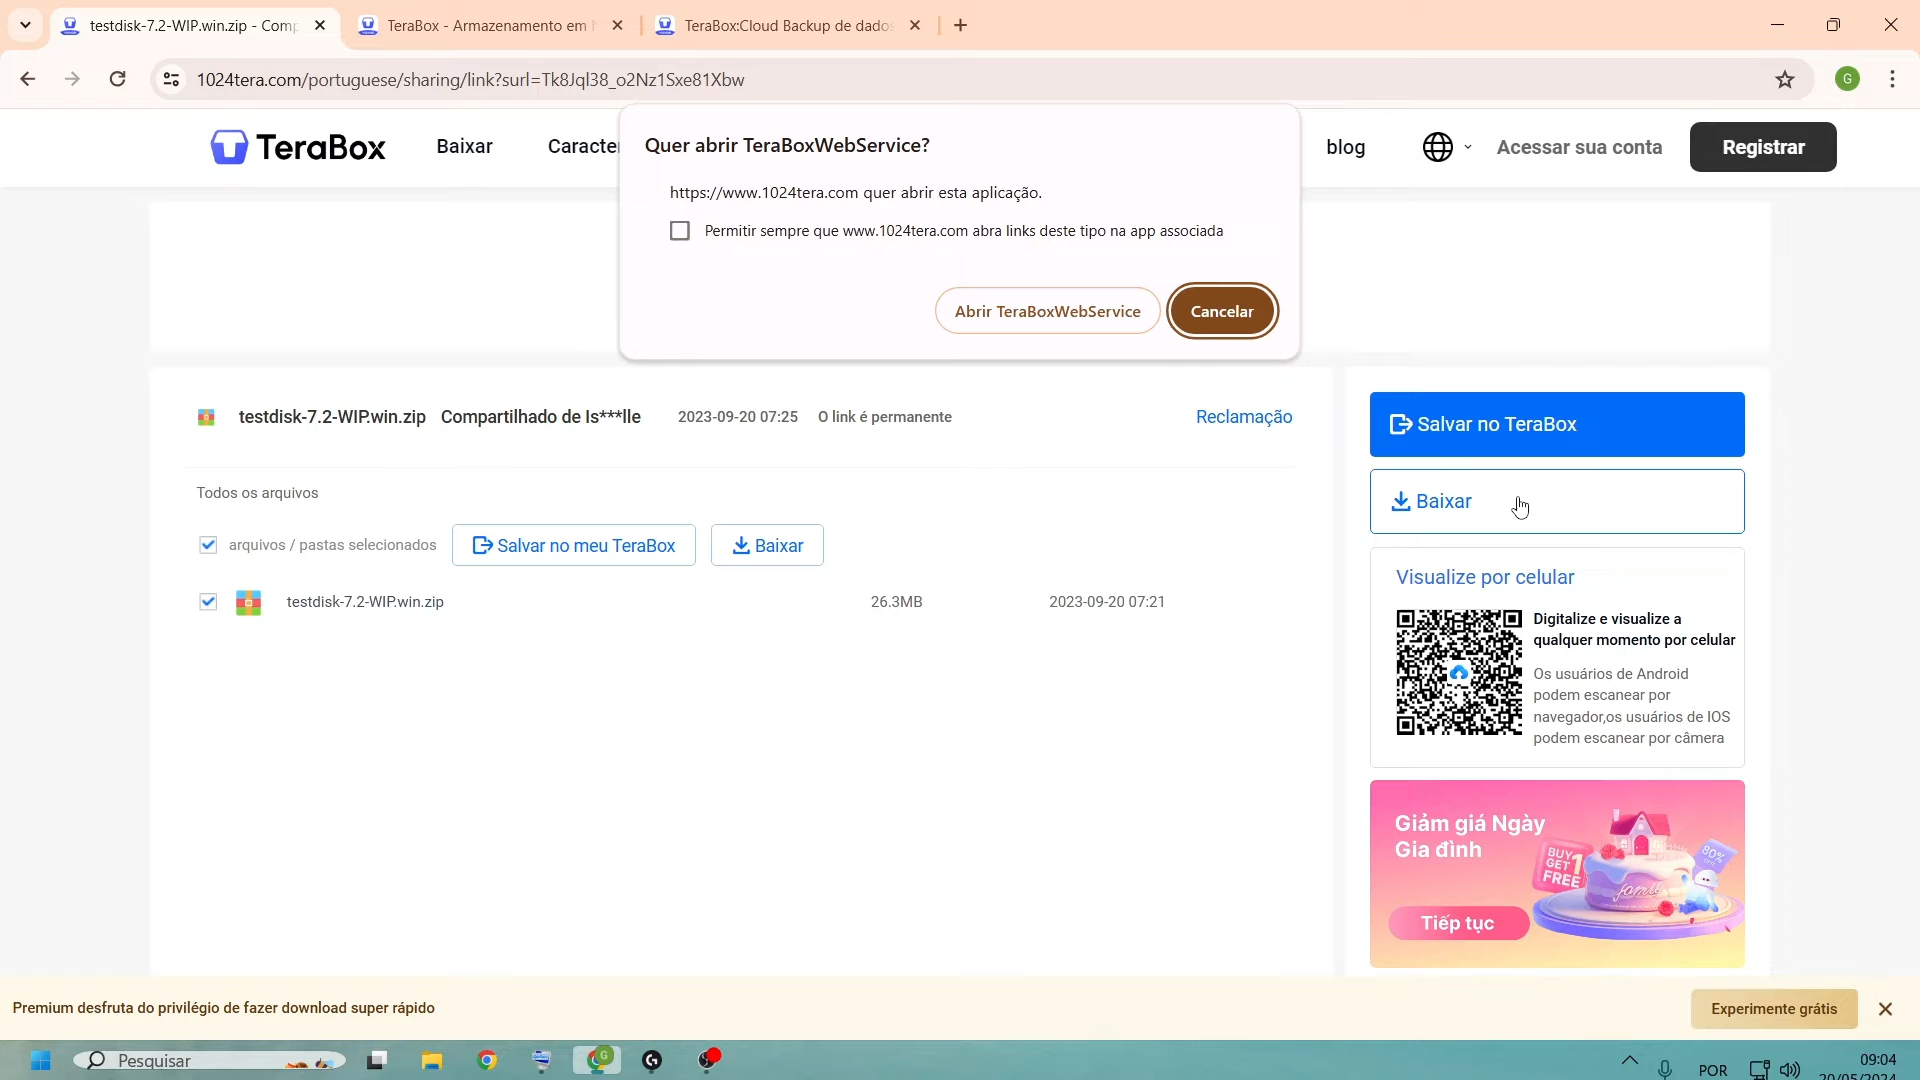 testdisk-7.2-WIP.win.zip - Comp
TeraBox - Armazenamento em
TeraBox:Cloud Backup de dados
1024tera.com/portuguese/sharing/link?surl=Tk8Jql38_o2Nz1Sxe81Xbw
G
TeraBox
Baixar
Caracte
blog
Acessar sua conta
Registrar
Quer abrir TeraBoxWebService?
https://www.1024tera.com quer abrir esta aplicação.
Permitir sempre que www.1024tera.com abra links deste tipo na app associada
Abrir TeraBoxWebService
Cancelar
testdisk-7.2-WIP.win.zip Compartilhado de Is***lle 2023-09-20 07:25 O link é permanente
Reclamação
Todos os arquivos
arquivos / pastas selecionados
Salvar no meu TeraBox
Baixar
testdisk-7.2-WIP.win.zip 26.3MB 2023-09-20 07:21
Salvar no TeraBox
Baixar
Visualize por celular
Digitalize e visualize a
qualquer momento por celular
Os usuários de Android
podem escanear por
navegador,os usuários de IOS
podem escanear por câmera
Giảm giá Ngày
Gia đình
BUY 1
GET
FREE
80%
family
Tiếp tục
Premium desfruta do privilégio de fazer download super rápido
Experimente grátis
Pesquisar
POR
09:04
20/05/2024